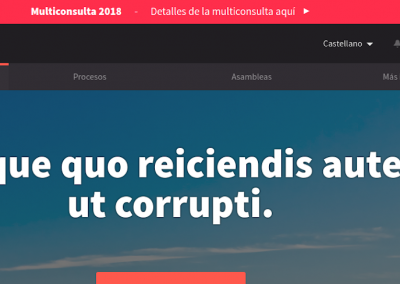 Multiconsulta 2018 - Detalles de la multiconsulta aquí ▶
Castellano
Procesos Asambleas Más
que quo reiciendis aute
ut corrupti.